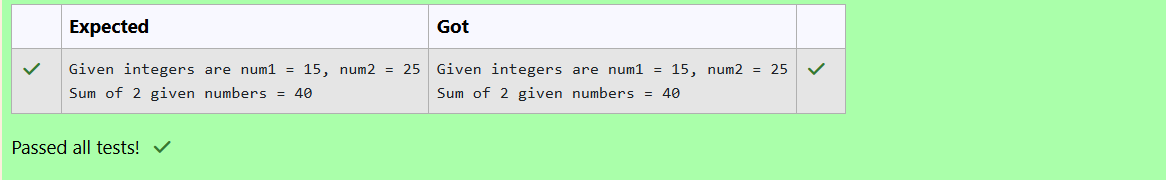 Expected Got
Given integers are num1 = 15, num2 = 25 Given integers are num1 = 15, num2 = 25
Sum of 2 given numbers = 40 Sum of 2 given numbers = 40
Passed all tests!